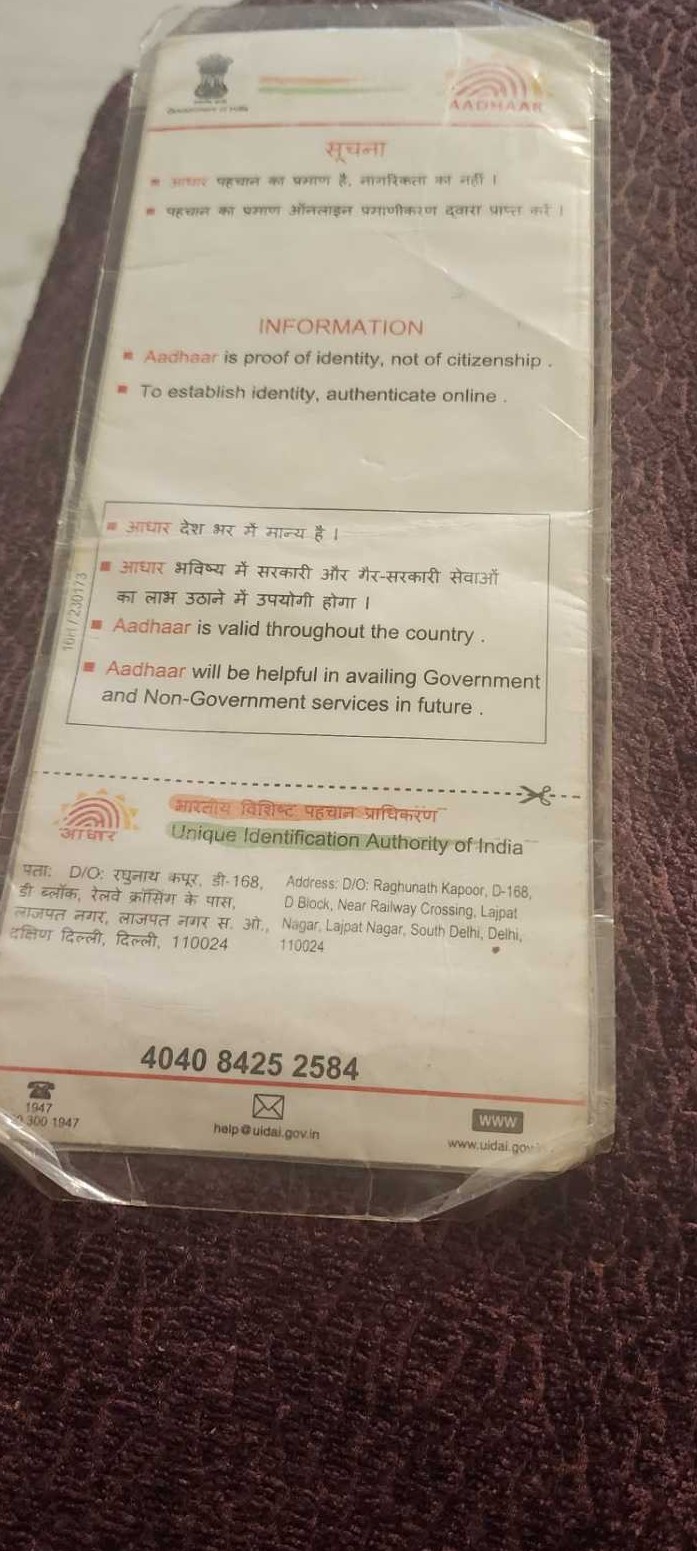 Government of India
AADHAAR
सूचना
आधार पहचान का प्रमाण है, नागरिकता का नहीं ।
पहचान का प्रमाण ऑनलाइन प्रमाणीकरण द्वारा प्राप्त करें ।
INFORMATION
Aadhaar is proof of identity, not of citizenship .
To establish identity, authenticate online .
आधार देश भर में मान्य है ।
आधार भविष्य में सरकारी और गैर-सरकारी सेवाओं
का लाभ उठाने में उपयोगी होगा ।
Aadhaar is valid throughout the country .
Aadhaar will be helpful in availing Government
and Non-Government services in future .
16H / 230173
आधार
भारतीय विशिष्ट पहचान प्राधिकरण
Unique Identification Authority of India
पता: D/O: रघुनाथ कपूर, डी-168,
डी ब्लॉक, रेलवे क्रॉसिंग के पास,
लाजपत नगर, लाजपत नगर स. ओ.,
दक्षिण दिल्ली, दिल्ली, 110024
Address: D/O: Raghunath Kapoor, D-168,
D Block, Near Railway Crossing, Lajpat
Nagar, Lajpat Nagar, South Delhi, Delhi,
110024
4040 8425 2584
1947
300 1947
help@uidai.gov.in
www
www.uidai.gov